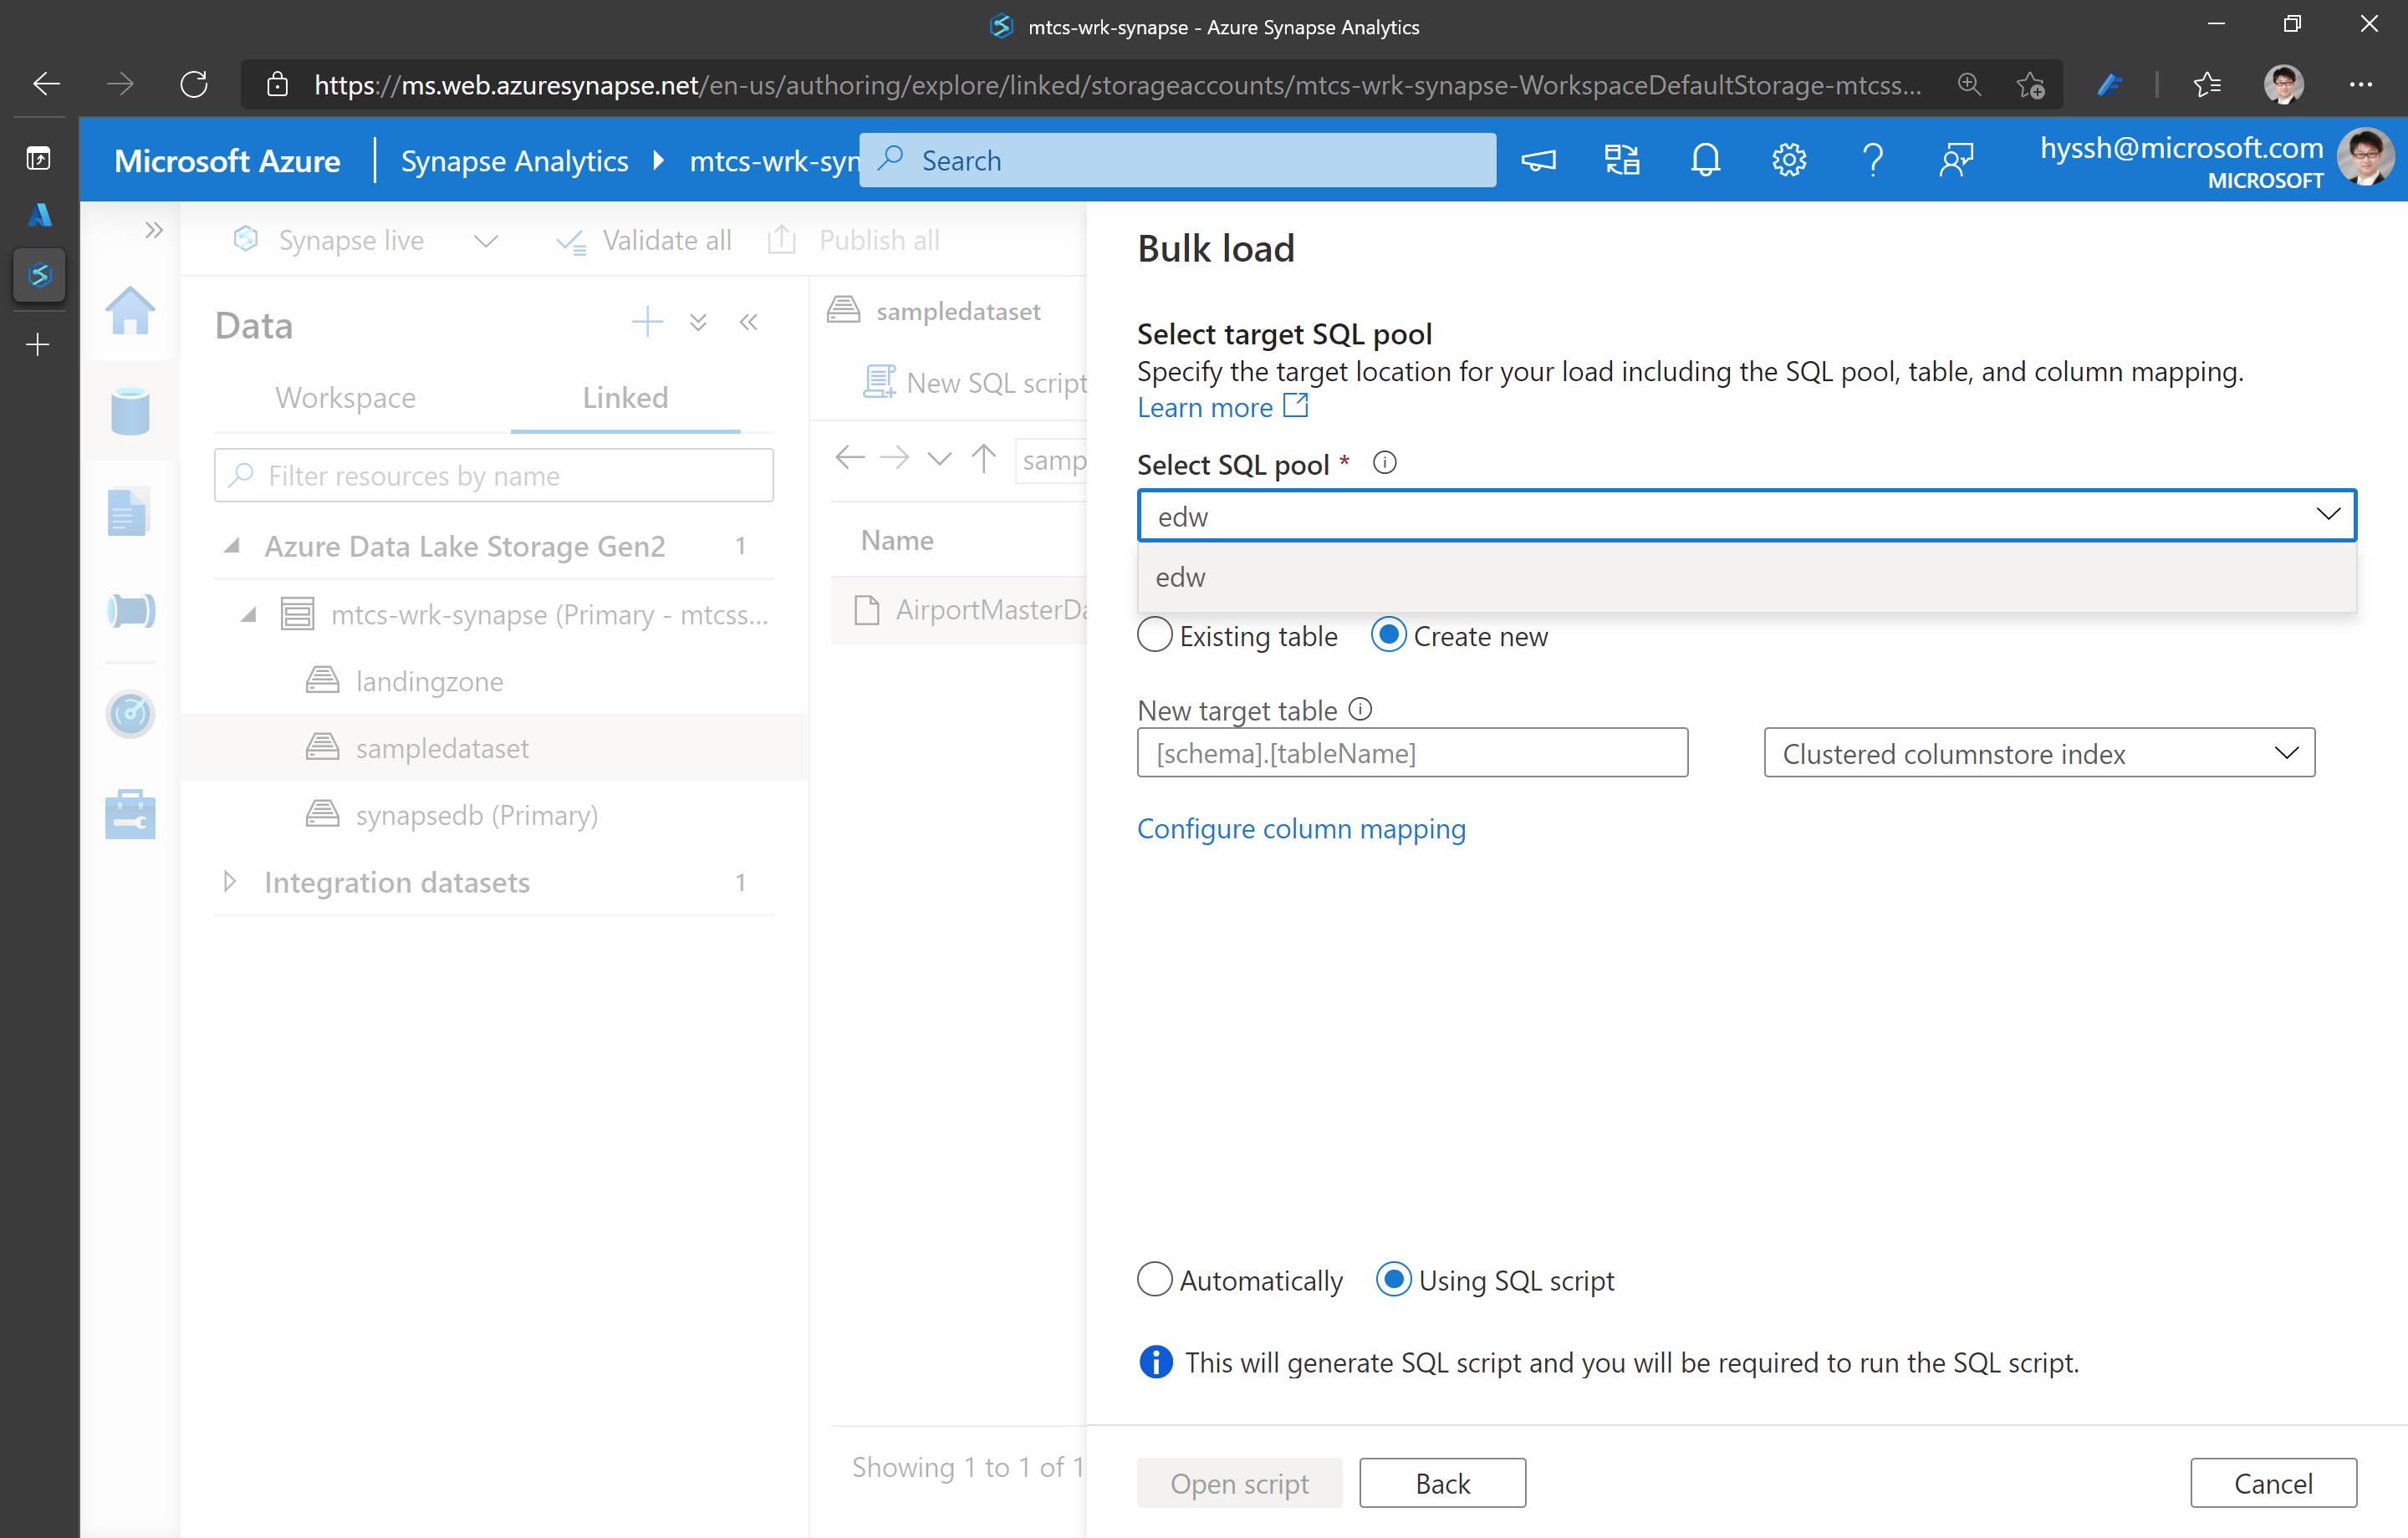 mtcs-wrk-synapse - Azure Synapse Analytics
https://ms.web.azuresynapse.net/en-us/authoring/explore/linked/storageaccounts/mtcs-wrk-synapse-WorkspaceDefaultStorage-mtcss...
Microsoft Azure
Synapse Analytics
mtcs-wrk-syn
Search
hyssh@microsoft.com
MICROSOFT
Synapse live
Validate all
Publish all
Data
Workspace
Linked
Filter resources by name
Azure Data Lake Storage Gen2 1
mtcs-wrk-synapse (Primary - mtcss...
landingzone
sampledataset
synapsedb (Primary)
Integration datasets 1
sampledataset
New SQL script
samp
Name
AirportMasterDa
Showing 1 to 1 of 1
Bulk load
Select target SQL pool
Specify the target location for your load including the SQL pool, table, and column mapping.
Learn more
Select SQL pool *
edw
edw
Existing table
Create new
New target table
[schema].[tableName]
Clustered columnstore index
Configure column mapping
Automatically
Using SQL script
This will generate SQL script and you will be required to run the SQL script.
Open script
Back
Cancel